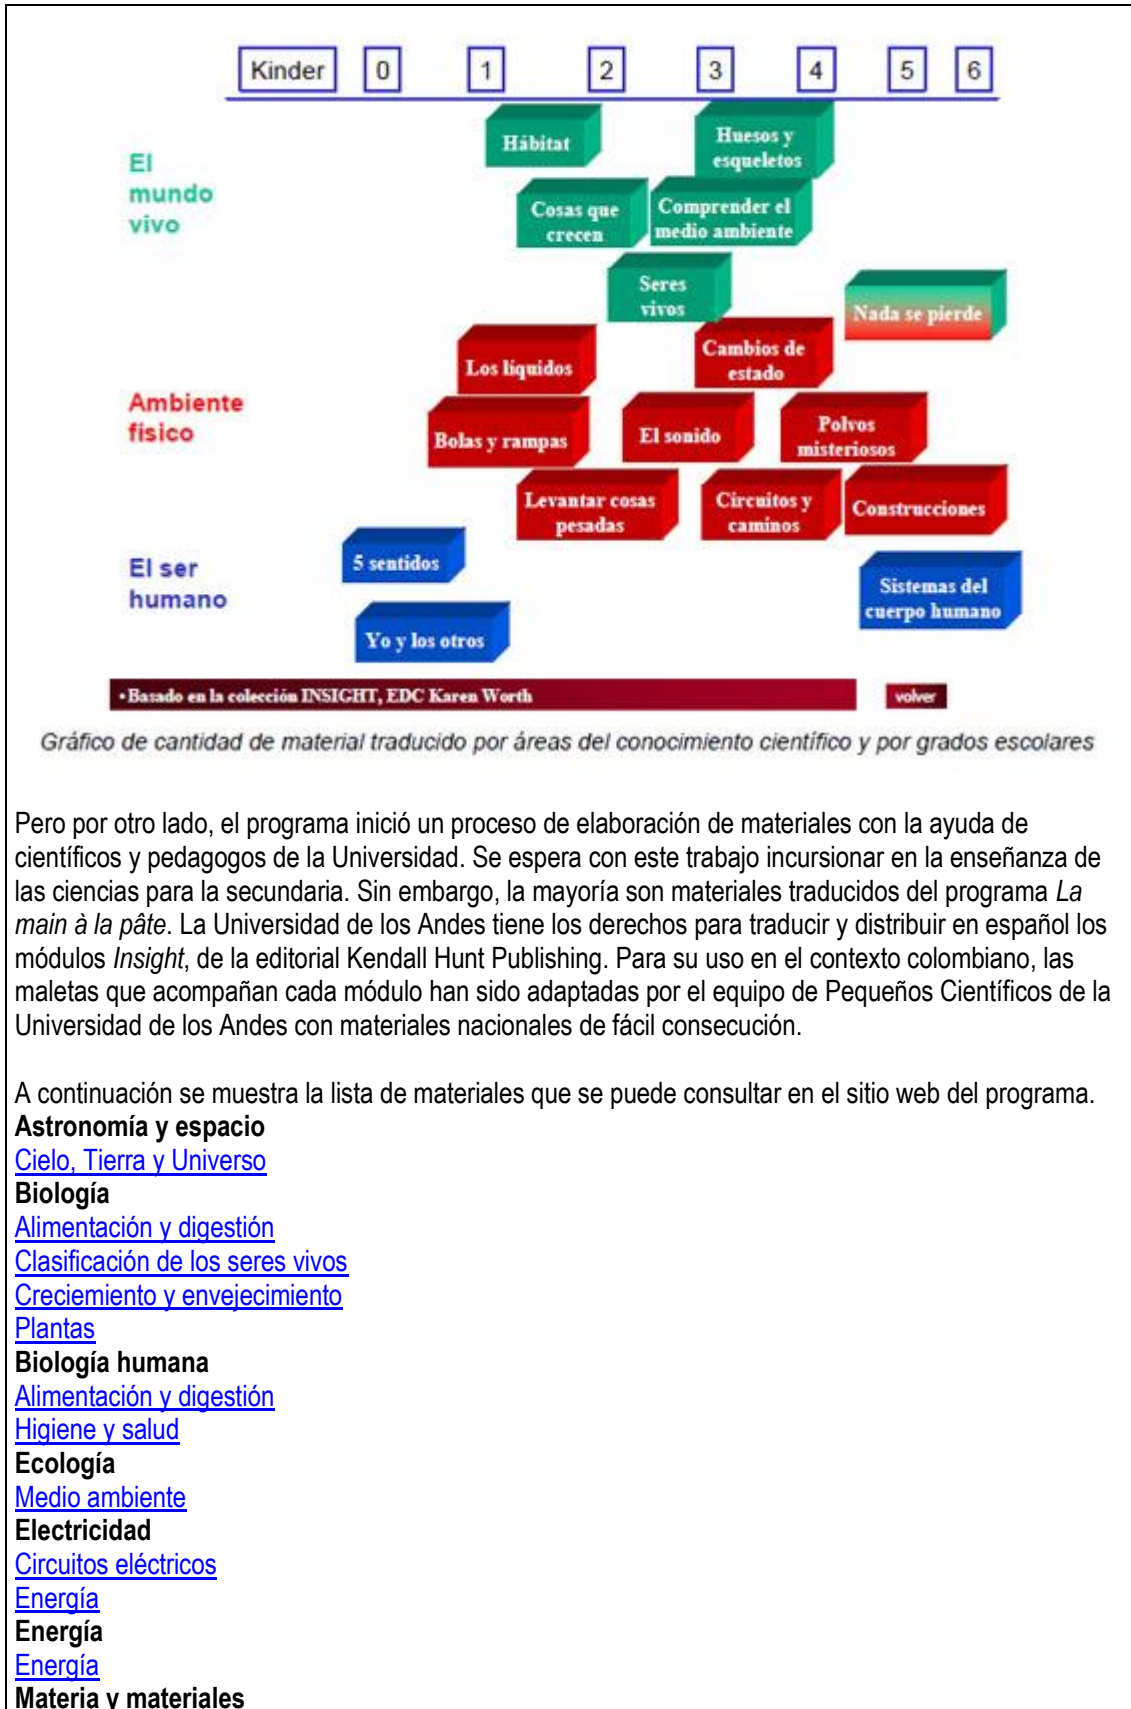 Kinder 0 1 2 3 4 5 6
El
mundo
vivo
Hábitat
Huesos y
esqueletos
Cosas que
crecen
Comprender el
medio ambiente
Seres
vivos
Nada se pierde
Ambiente
físico
Los líquidos
Cambios de
estado
Bolas y rampas
El sonido
Polvos
misteriosos
Levantar cosas
pesadas
Circuitos y
caminos
Construcciones
El ser
humano
5 sentidos
Sistemas del
cuerpo humano
Yo y los otros
•Basado en la colección INSIGHT, EDC Karen Worth
volver
Gráfico de cantidad de material traducido por áreas del conocimiento científico y por grados escolares
Pero por otro lado, el programa inició un proceso de elaboración de materiales con la ayuda de
científicos y pedagogos de la Universidad. Se espera con este trabajo incursionar en la enseñanza de
las ciencias para la secundaria. Sin embargo, la mayoría son materiales traducidos del programa La
main à la pâte. La Universidad de los Andes tiene los derechos para traducir y distribuir en español los
módulos Insight, de la editorial Kendall Hunt Publishing. Para su uso en el contexto colombiano, las
maletas que acompañan cada módulo han sido adaptadas por el equipo de Pequeños Científicos de la
Universidad de los Andes con materiales nacionales de fácil consecución.
A continuación se muestra la lista de materiales que se puede consultar en el sitio web del programa.
Astronomía y espacio
Cielo, Tierra y Universo
Biología
Alimentación y digestión
Clasificación de los seres vivos
Creciemiento y envejecimiento
Plantas
Biología humana
Alimentación y digestión
Higiene y salud
Ecología
Medio ambiente
Electricidad
Circuitos eléctricos
Energía
Energía
Energía
Materia y materiales